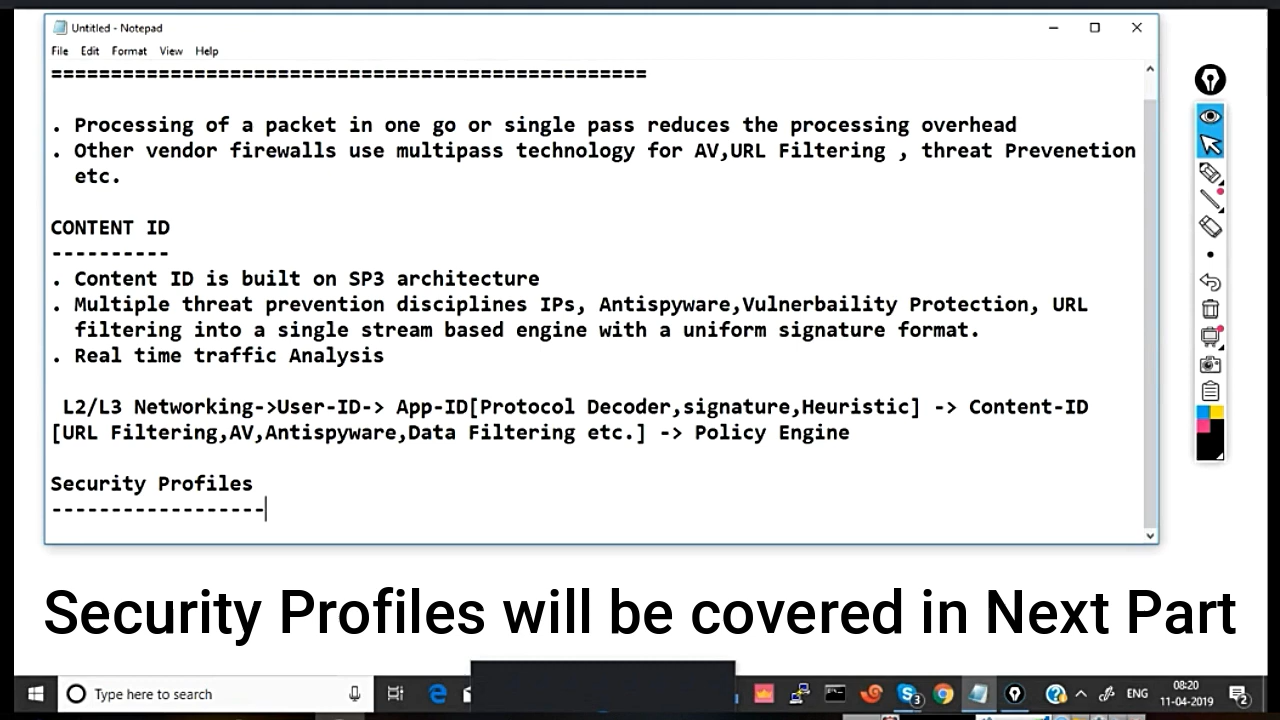 Untitled - Notepad
File Edit Format View Help
==================================================
. Processing of a packet in one go or single pass reduces the processing overhead
. Other vendor firewalls use multipass technology for AV,URL Filtering , threat Prevenetion
etc.
CONTENT ID
----------
. Content ID is built on SP3 architecture
. Multiple threat prevention disciplines IPs, Antispyware,Vulnerbaility Protection, URL
filtering into a single stream based engine with a uniform signature format.
. Real time traffic Analysis
L2/L3 Networking->User-ID-> App-ID[Protocol Decoder,signature,Heuristic] -> Content-ID
[URL Filtering,AV,Antispyware,Data Filtering etc.] -> Policy Engine
Security Profiles
------------------
Security Profiles will be covered in Next Part
Type here to search
3
ENG
08:20
11-04-2019
2